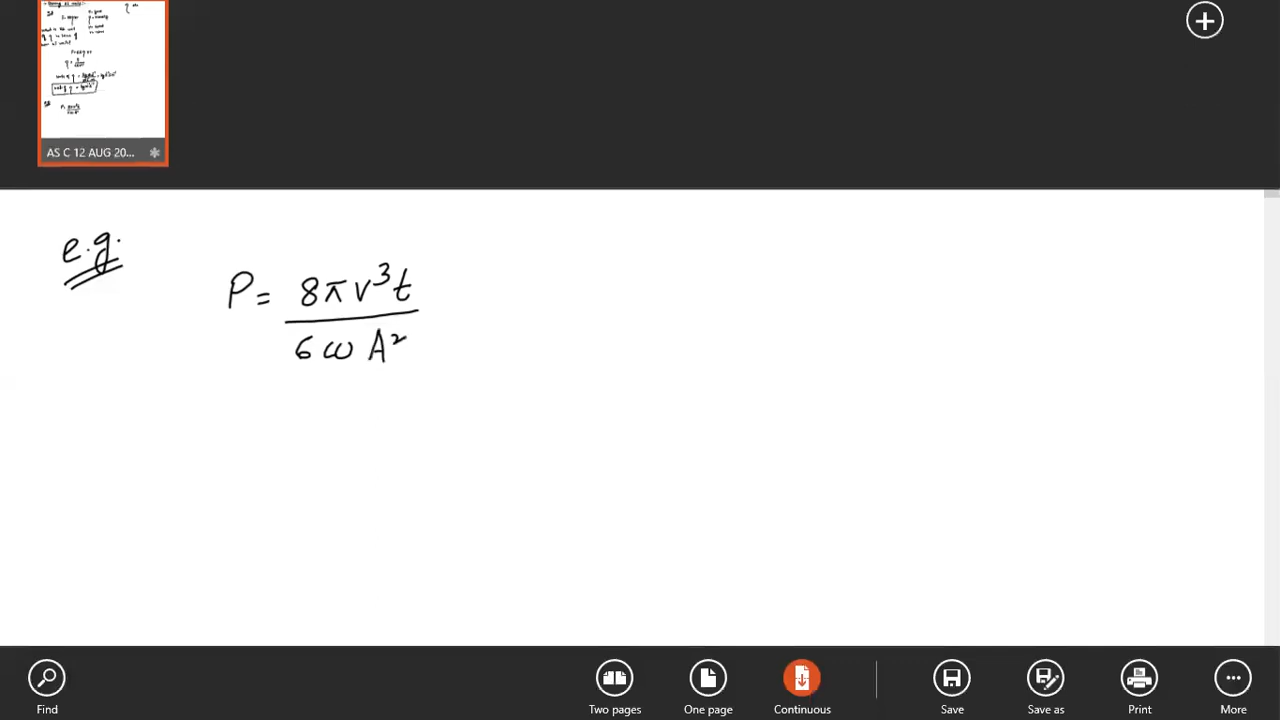 AS C 12 AUG 20...
e.g.
P = 8πv³t
6ωA²
Find
Two pages
One page
Continuous
Save
Save as
Print
More